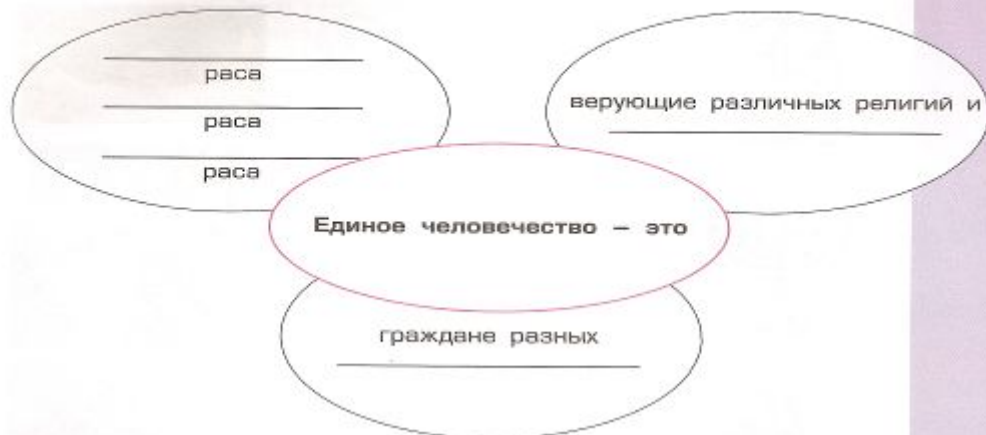 раса
раса
раса
верующие различных религий и
Единое человечество – это
граждане разных